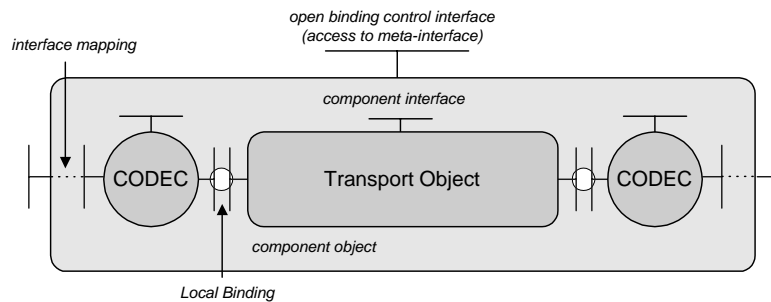 open binding control interface
(access to meta-interface)
interface mapping
component interface
CODEC
Transport Object
CODEC
component object
Local Binding